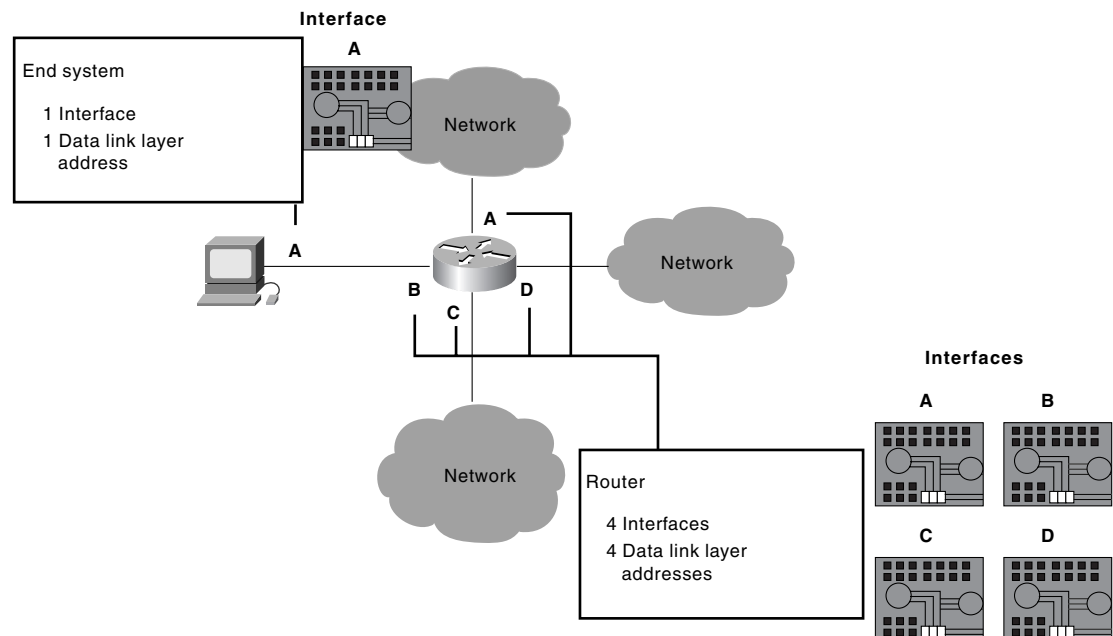 Interface
A
End system
1 Interface
1 Data link layer
address
Network
A
A
Network
B
D
C
Interfaces
A
B
Network
Router
4 Interfaces
4 Data link layer
addresses
C
D